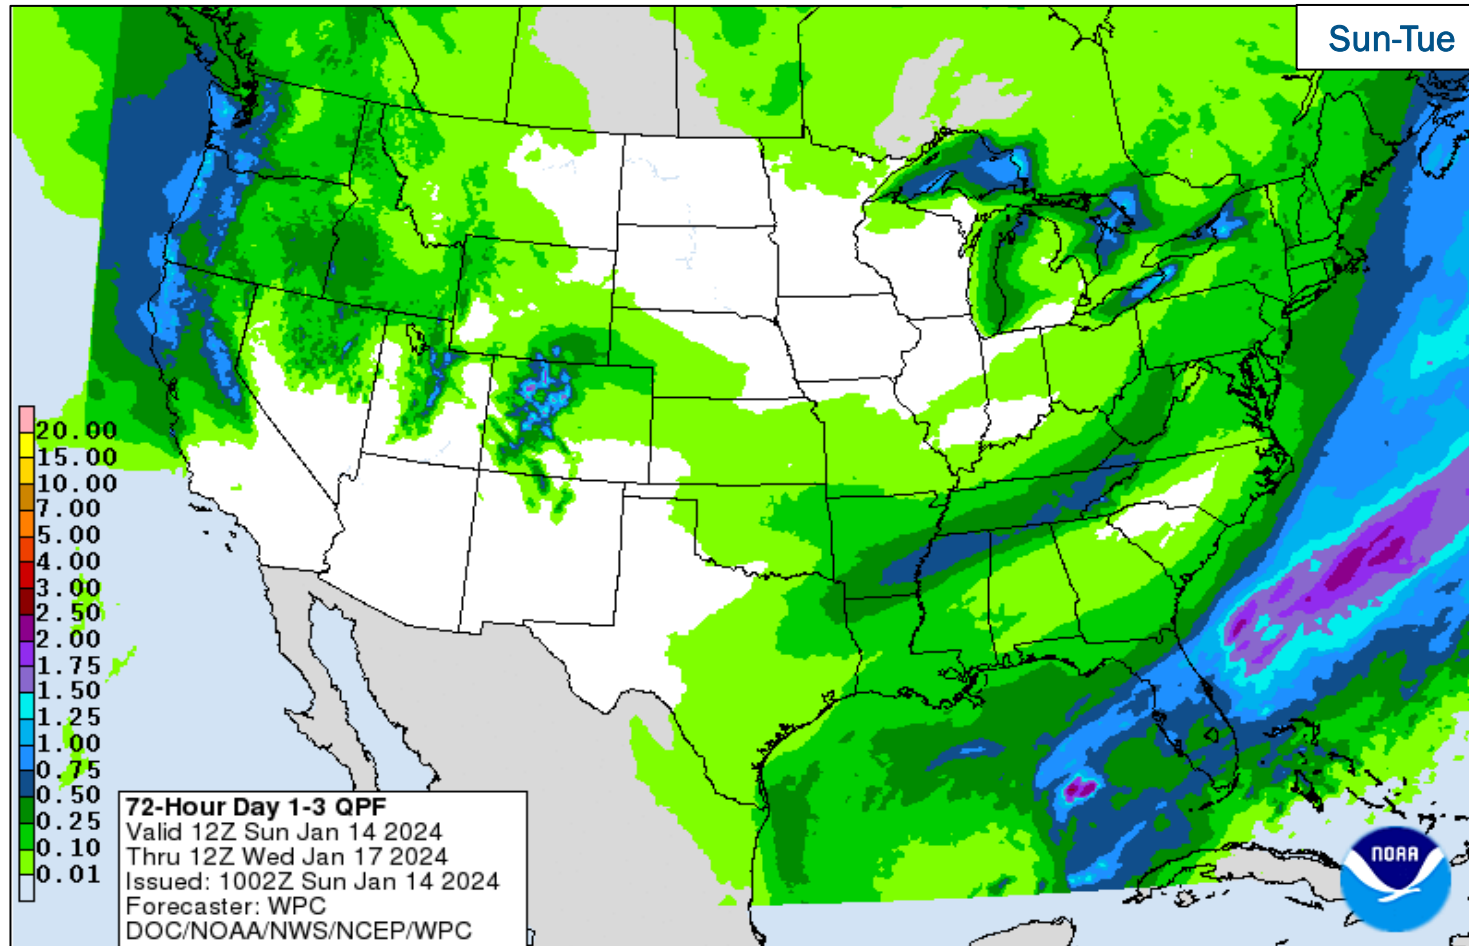 Sun-Tue
20.00
15.00
10.00
7.00
5.00
4.00
3.00
2.50
2.00
1.75
1.50
1.25
1.00
0.75
0.50
0.25
0.10
0.01
72-Hour Day 1-3 QPF
Valid 12Z Sun Jan 14 2024
Thru 12Z Wed Jan 17 2024
Issued: 1002Z Sun Jan 14 2024
Forecaster: WPC
DOC/NOAA/NWS/NCEP/WPC
NOAA